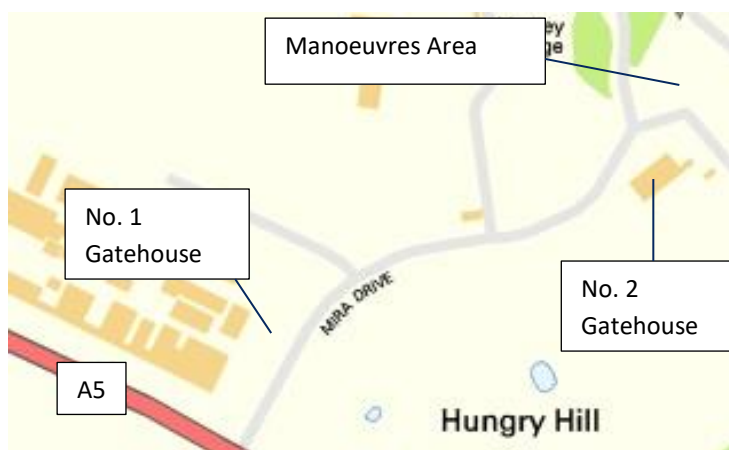 Manoeuvres Area
No. 1
Gatehouse
MIRA DRIVE
No. 2
Gatehouse
A5
Hungry Hill